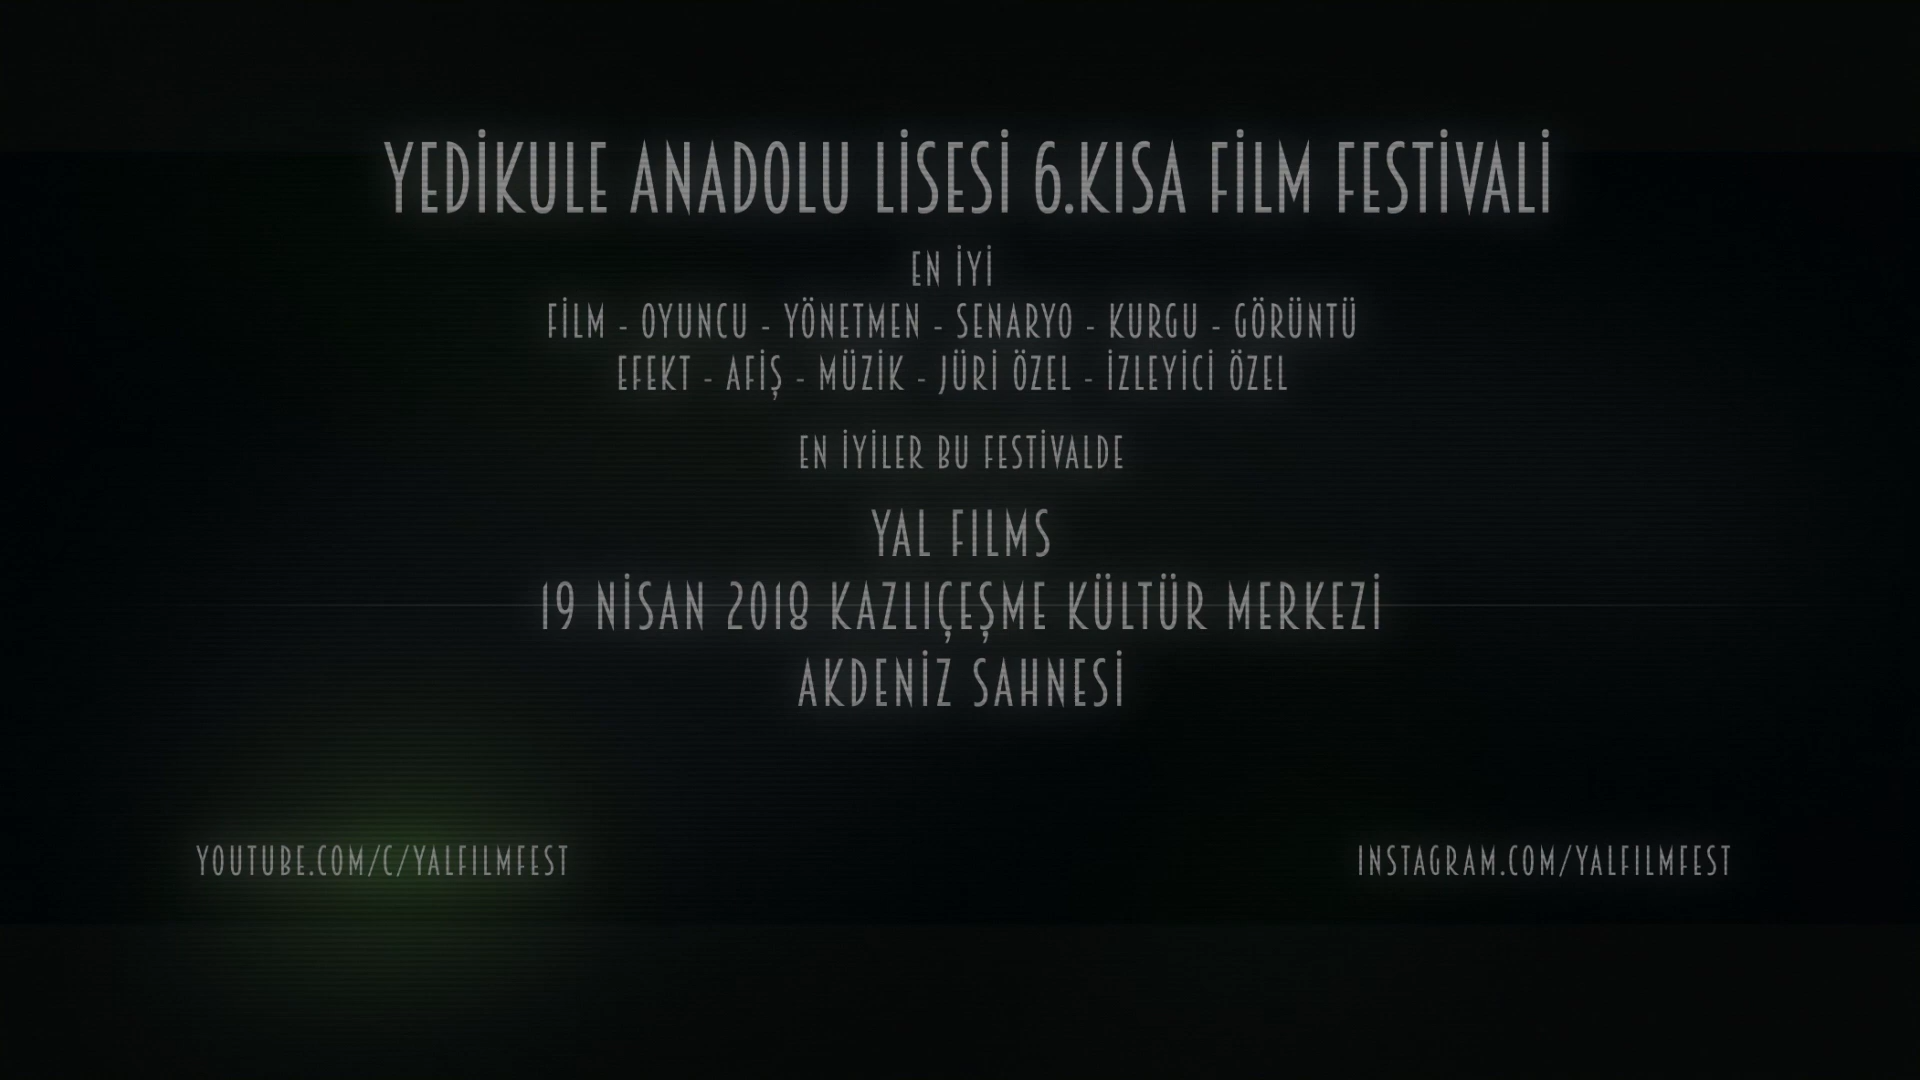 YEDİKULE ANADOLU LİSESİ 6.KISA FİLM FESTİVALİ
EN İYİ
FİLM - OYUNCU - YÖNETMEN - SENARYO - KURGU - GÖRÜNTÜ
EFEKT - AFİŞ - MÜZİK - JÜRİ ÖZEL - İZLEYİCİ ÖZEL
EN İYİLER BU FESTİVALDE
YAL FILMS
19 NİSAN 2018 KAZLIÇEŞME KÜLTÜR MERKEZİ
AKDENİZ SAHNESİ
YOUTUBE.COM/C/YALFILMFEST
INSTAGRAM.COM/YALFILMFEST